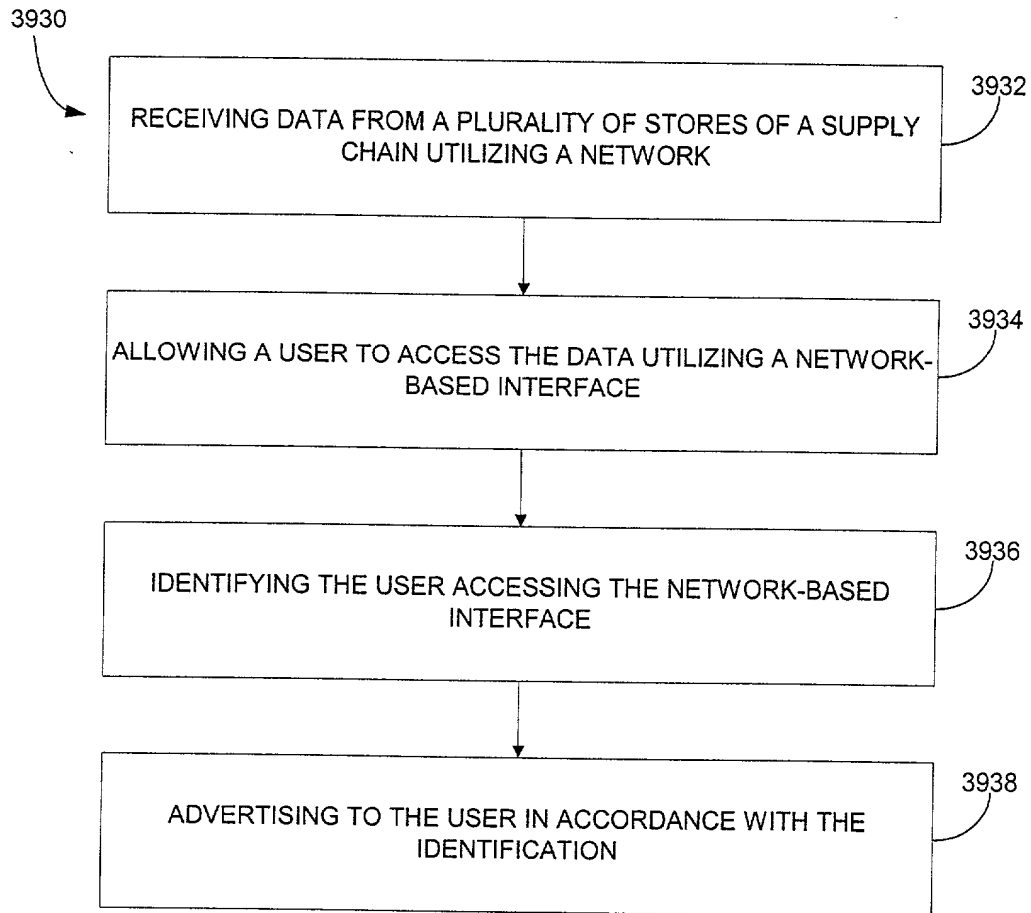 3930
3932
RECEIVING DATA FROM A PLURALITY OF STORES OF A SUPPLY
CHAIN UTILIZING A NETWORK
3934
ALLOWING A USER TO ACCESS THE DATA UTILIZING A NETWORK-
BASED INTERFACE
3936
IDENTIFYING THE USER ACCESSING THE NETWORK-BASED
INTERFACE
3938
ADVERTISING TO THE USER IN ACCORDANCE WITH THE
IDENTIFICATION